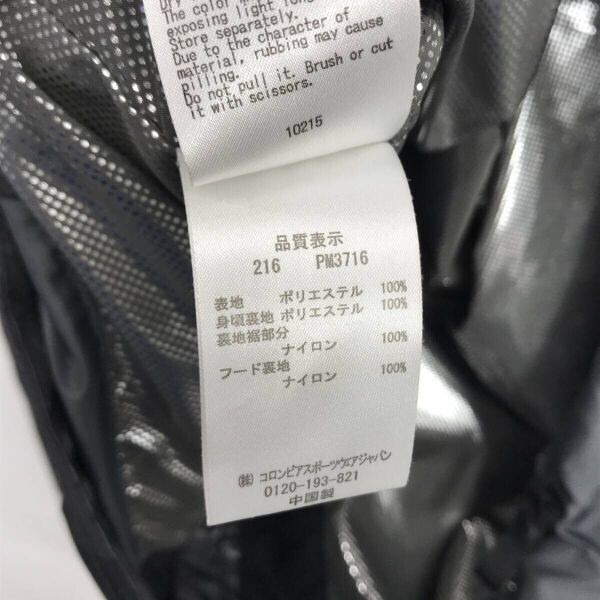 The color
exposing light
Store separately.
Due to the character of
material, rubbing may cause
pilling.
Do not pull it. Brush or cut
it with scissors.
10215
品質表示
216 PM3716
表地 ポリエステル 100%
身頃裏地 ポリエステル 100%
裏地裾部分
ナイロン 100%
フード裏地
ナイロン 100%
(株) コロンビアスポーツウェアジャパン
0120-193-821
中国製